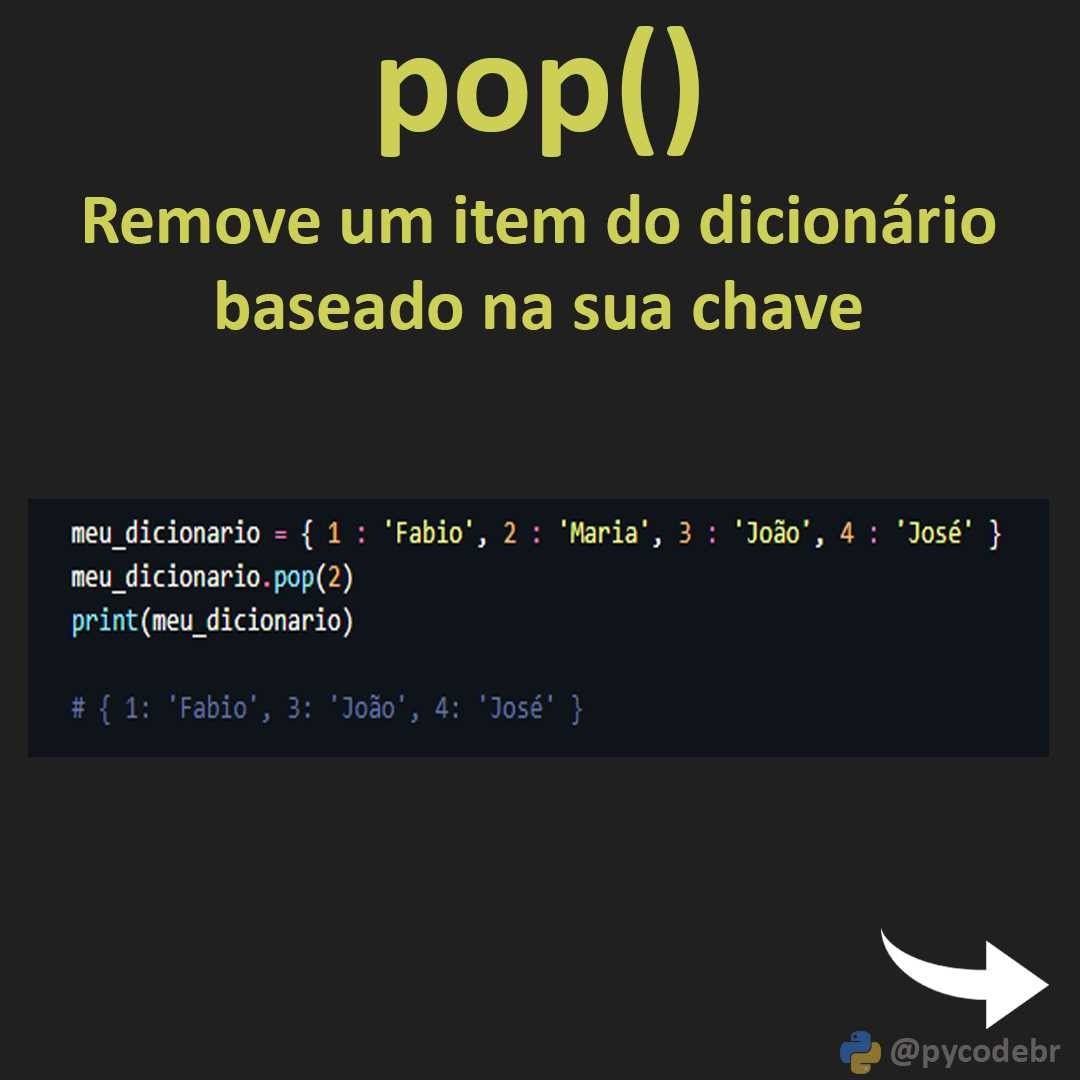 pop()
Remove um item do dicionário
baseado na sua chave
meu_dicionario = { 1 : 'Fabio', 2 : 'Maria', 3 : 'João', 4 : 'José' }
meu_dicionario.pop(2)
print(meu_dicionario)
# { 1: 'Fabio', 3: 'João', 4: 'José' }
@pycodebr